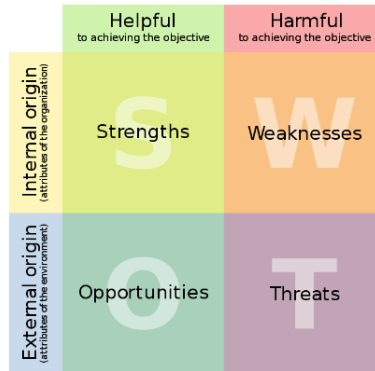 Helpful
to achieving the objective
Harmful
to achieving the objective
Internal origin
(attributes of the organization)
S
Strengths
W
Weaknesses
External origin
(attributes of the environment)
O
Opportunities
T
Threats